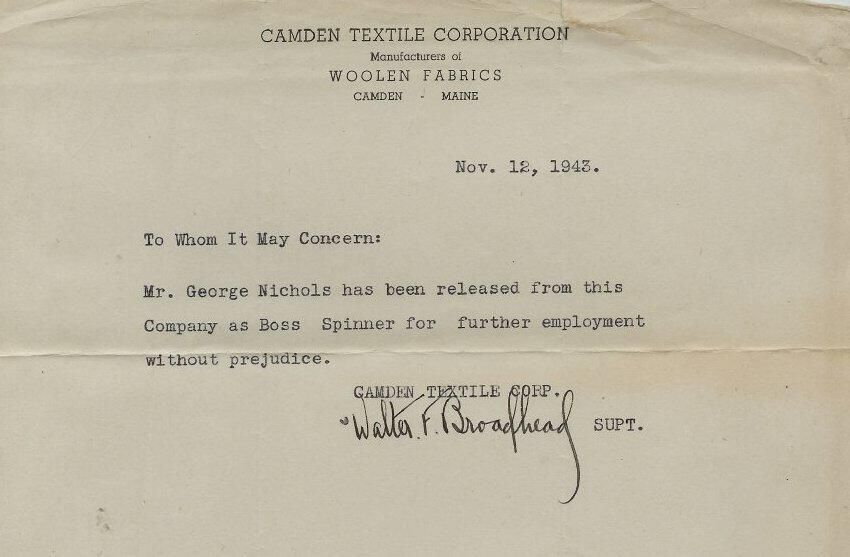 CAMDEN TEXTILE CORPORATION
Manufacturers of
WOOLEN FABRICS
CAMDEN - MAINE
Nov. 12, 1943.
To Whom It May Concern:
Mr. George Nichols has been released from this
Company as Boss Spinner for further employment
without prejudice.
CAMDEN TEXTILE CORP.
Walter. F. Broadhead SUPT.